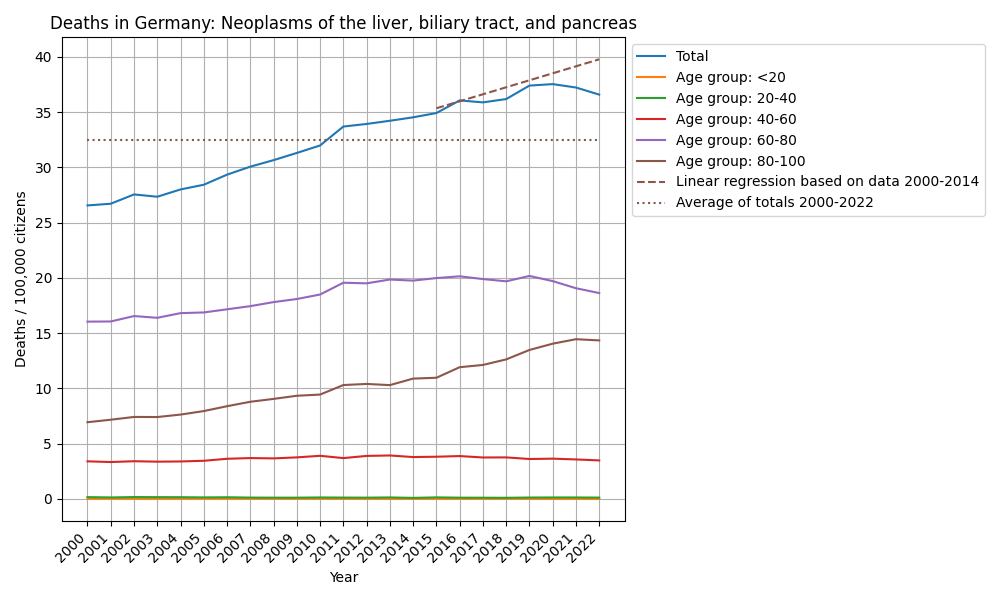 Deaths in Germany: Neoplasms of the liver, biliary tract, and pancreas
40
35
30
25
20
15
10
5
0
Deaths / 100,000 citizens
2000
2001
2002
2003
2004
2005
2006
2007
2008
2009
2010
2011
2012
2013
2014
2015
2016
2017
2018
2019
2020
2021
2022
Year
Total
Age group: <20
Age group: 20-40
Age group: 40-60
Age group: 60-80
Age group: 80-100
Linear regression based on data 2000-2014
Average of totals 2000-2022